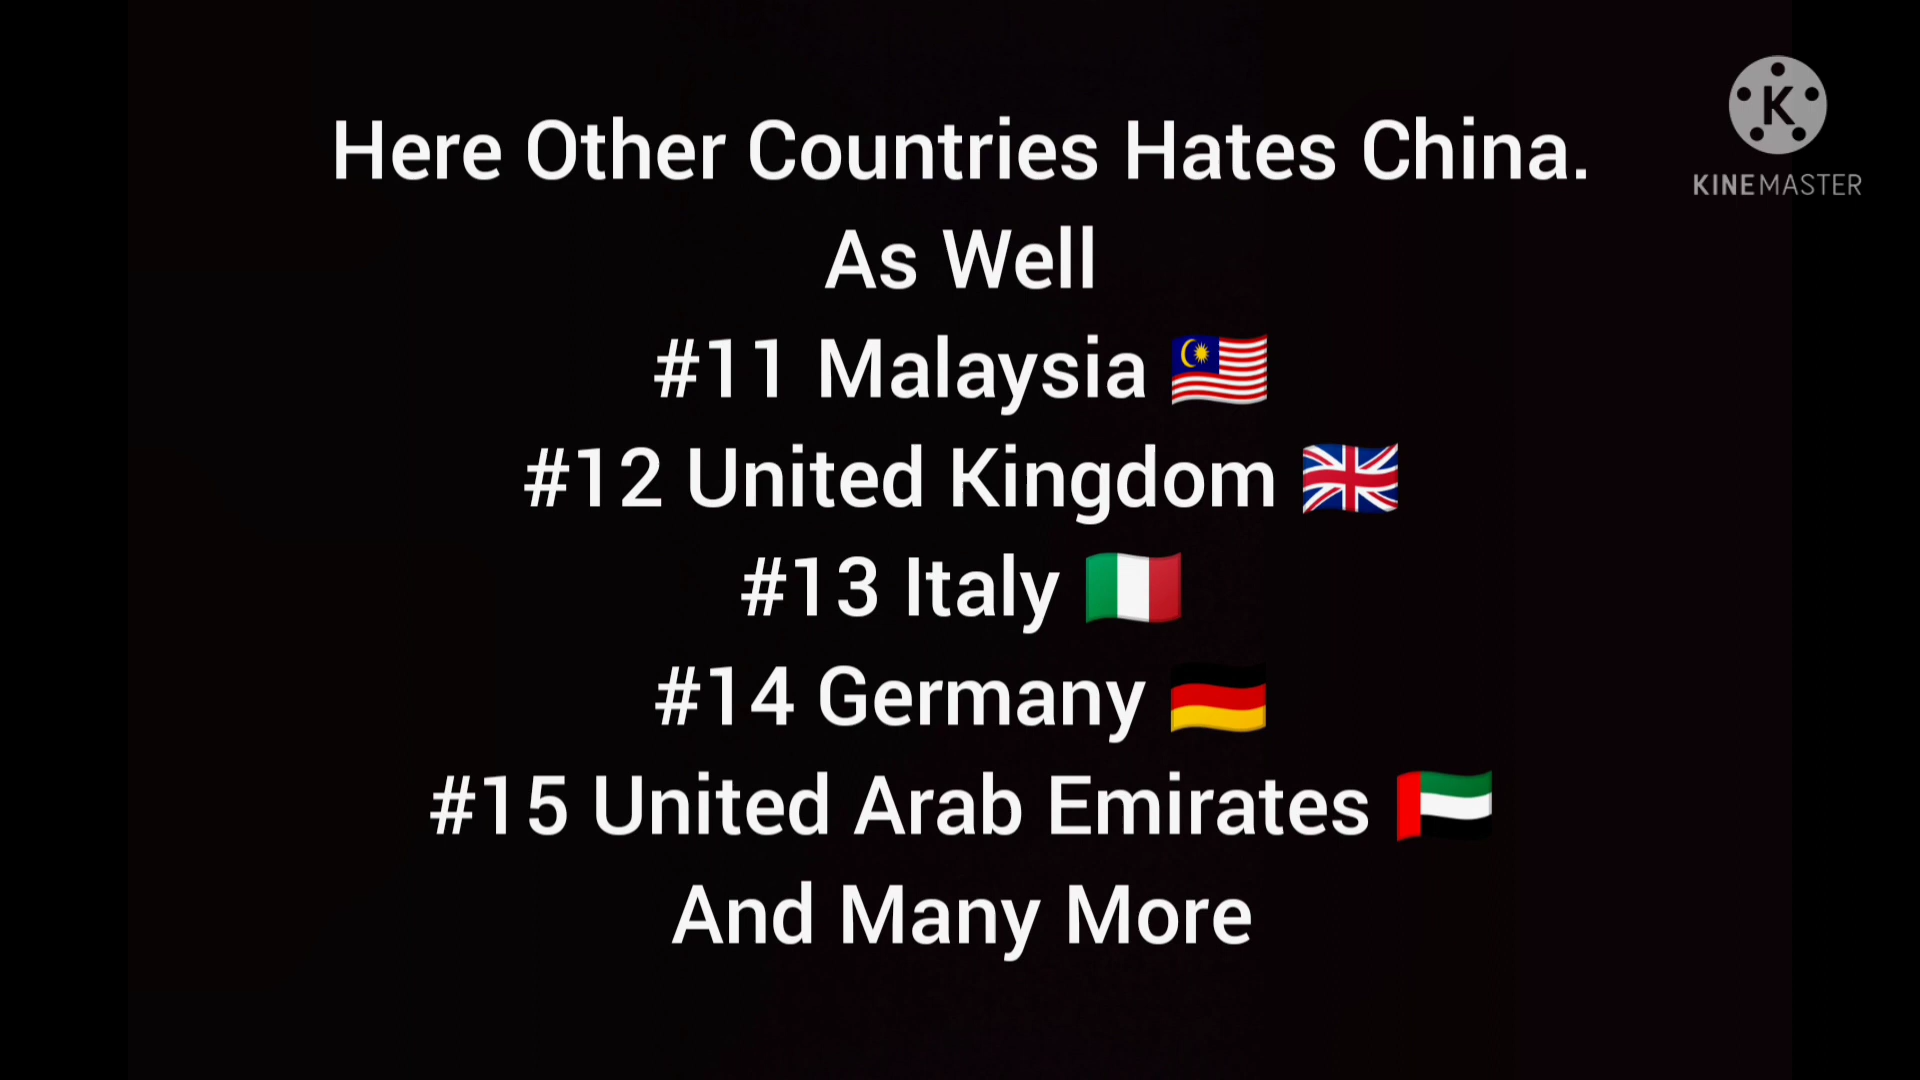 Here Other Countries Hates China.
As Well
#11 Malaysia 🇲🇾
#12 United Kingdom 🇬🇧
#13 Italy 🇮🇹
#14 Germany 🇩🇪
#15 United Arab Emirates 🇦🇪
And Many More
K
KINEMASTER